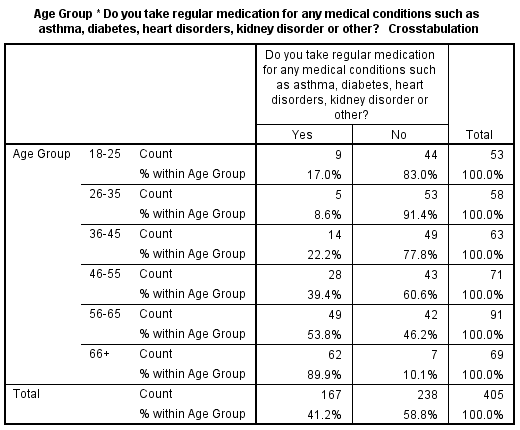 Age Group * Do you take regular medication for any medical conditions such as
asthma, diabetes, heart disorders, kidney disorder or other? Crosstabulation
Do you take regular medication
for any medical conditions such
as asthma, diabetes, heart
disorders, kidney disorder or
other?
Yes No Total
Age Group 18-25 Count 9 44 53
% within Age Group 17.0% 83.0% 100.0%
26-35 Count 5 53 58
% within Age Group 8.6% 91.4% 100.0%
36-45 Count 14 49 63
% within Age Group 22.2% 77.8% 100.0%
46-55 Count 28 43 71
% within Age Group 39.4% 60.6% 100.0%
56-65 Count 49 42 91
% within Age Group 53.8% 46.2% 100.0%
66+ Count 62 7 69
% within Age Group 89.9% 10.1% 100.0%
Total Count 167 238 405
% within Age Group 41.2% 58.8% 100.0%